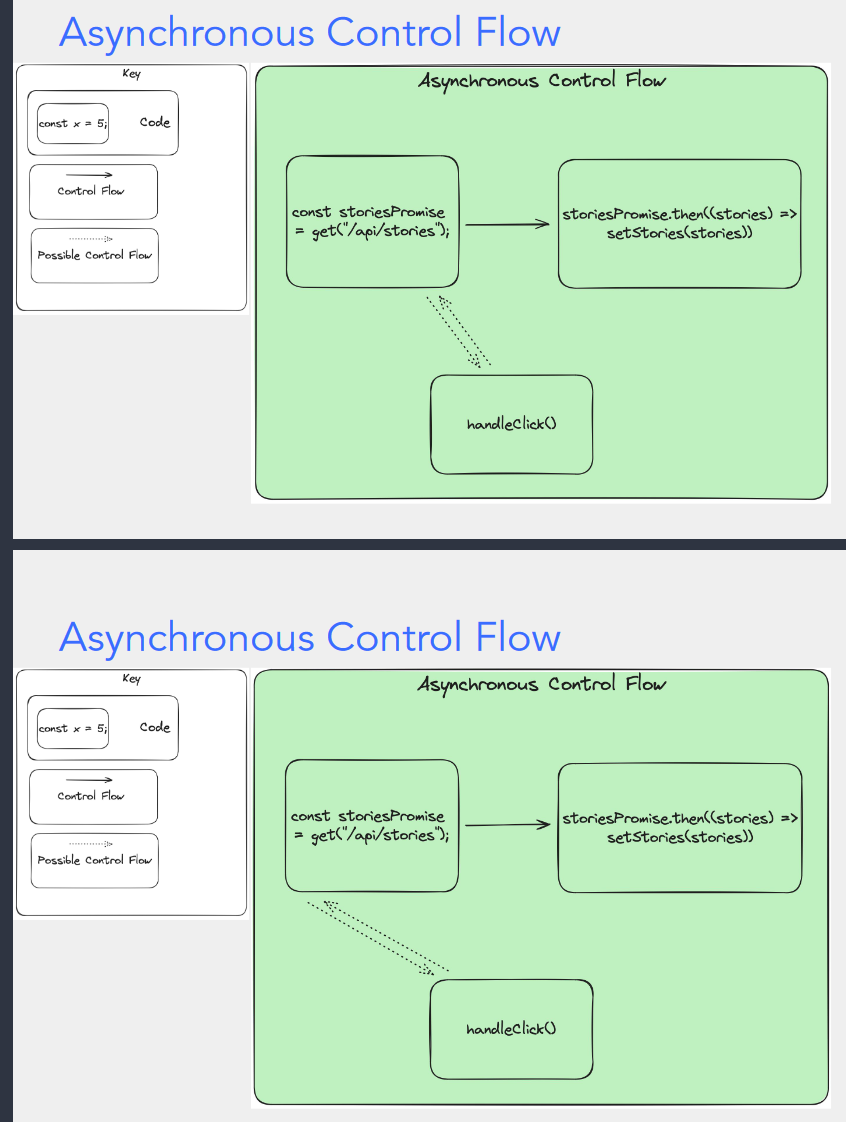 Asynchronous Control Flow
Key
const x = 5;
Code
Control Flow
Possible Control Flow
Asynchronous Control Flow
const storiesPromise
= get("/api/stories");
storiesPromise.then((stories) =>
setStories(stories))
handleClick()
Asynchronous Control Flow
Key
const x = 5;
Code
Control Flow
Possible Control Flow
Asynchronous Control Flow
const storiesPromise
= get("/api/stories");
storiesPromise.then((stories) =>
setStories(stories))
handleClick()